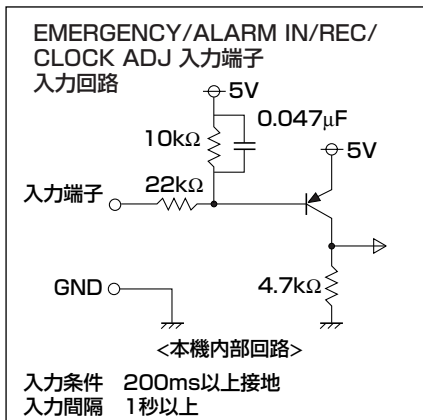 EMERGENCY/ALARM IN/REC/
CLOCK ADJ 入力端子
入力回路
5V
0.047μF
10kΩ
5V
22kΩ
入力端子
GND
4.7kΩ
<本機内部回路>
入力条件 200ms以上接地
入力間隔 1秒以上